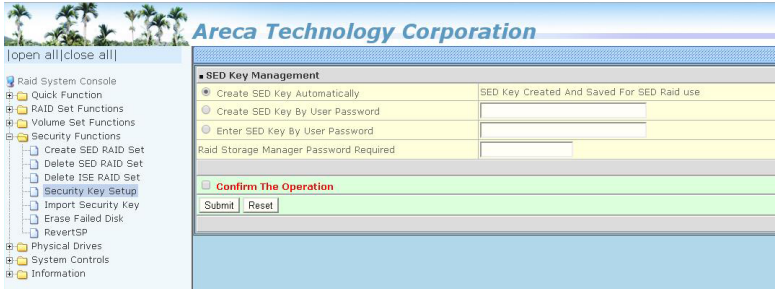 Areca Technology Corporation
|open all|close all|
Raid System Console
Quick Function
RAID Set Functions
Volume Set Functions
Security Functions
Create SED RAID Set
Delete SED RAID Set
Delete ISE RAID Set
Security Key Setup
Import Security Key
Erase Failed Disk
RevertSP
Physical Drives
System Controls
Information
SED Key Management
Create SED Key Automatically SED Key Created And Saved For SED Raid use
Create SED Key By User Password
Enter SED Key By User Password
Raid Storage Manager Password Required
Confirm The Operation
Submit Reset